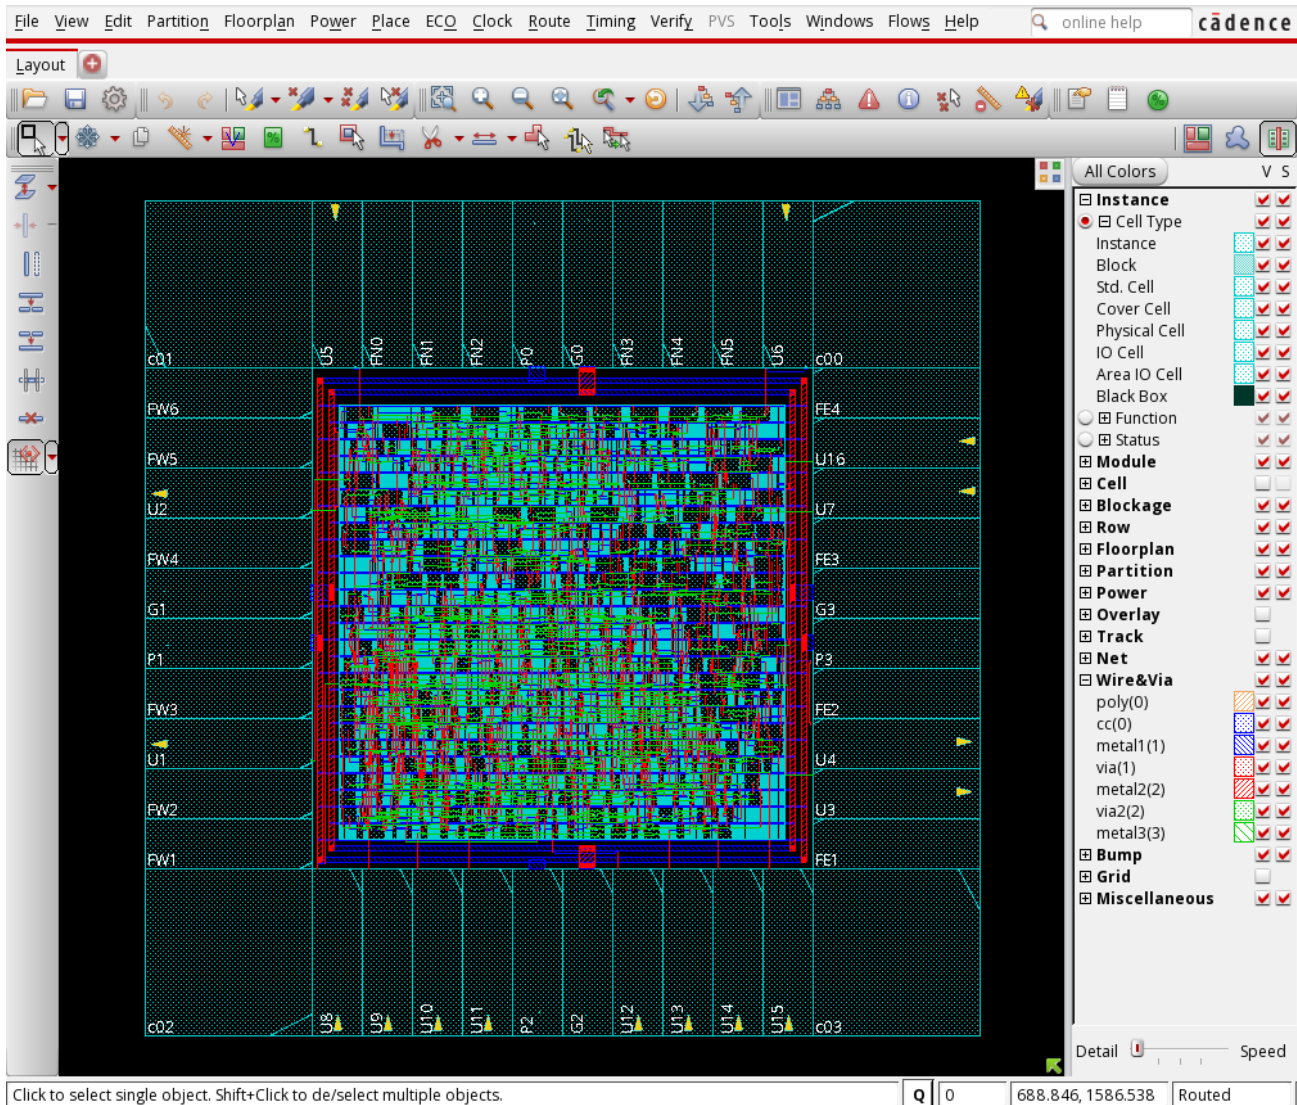 File View Edit Partition Floorplan Power Place ECO Clock Route Timing Verify PVS Tools Windows Flows Help online help cādence
Layout
All Colors V S
Instance
Cell Type
Instance
Block
Std. Cell
Cover Cell
Physical Cell
IO Cell
Area IO Cell
Black Box
Function
Status
Module
Cell
Blockage
Row
Floorplan
Partition
Power
Overlay
Track
Net
Wire&Via
poly(0)
cc(0)
metal1(1)
via(1)
metal2(2)
via2(2)
metal3(3)
Bump
Grid
Miscellaneous
Detail Speed
c01 U5 FN0 FN1 FN2 P0 G0 FN3 FN4 FN5 U6 c00
FW6 FE4
FW5 U16
U2 U7
FW4 FE3
G1 G3
P1 P3
FW3 FE2
U1 U4
FW2 U3
FW1 FE1
c02 U8 U9 U10 U11 P2 G2 U12 U13 U14 U15 c03
Click to select single object. Shift+Click to de/select multiple objects. Q 0 688.846, 1586.538 Routed